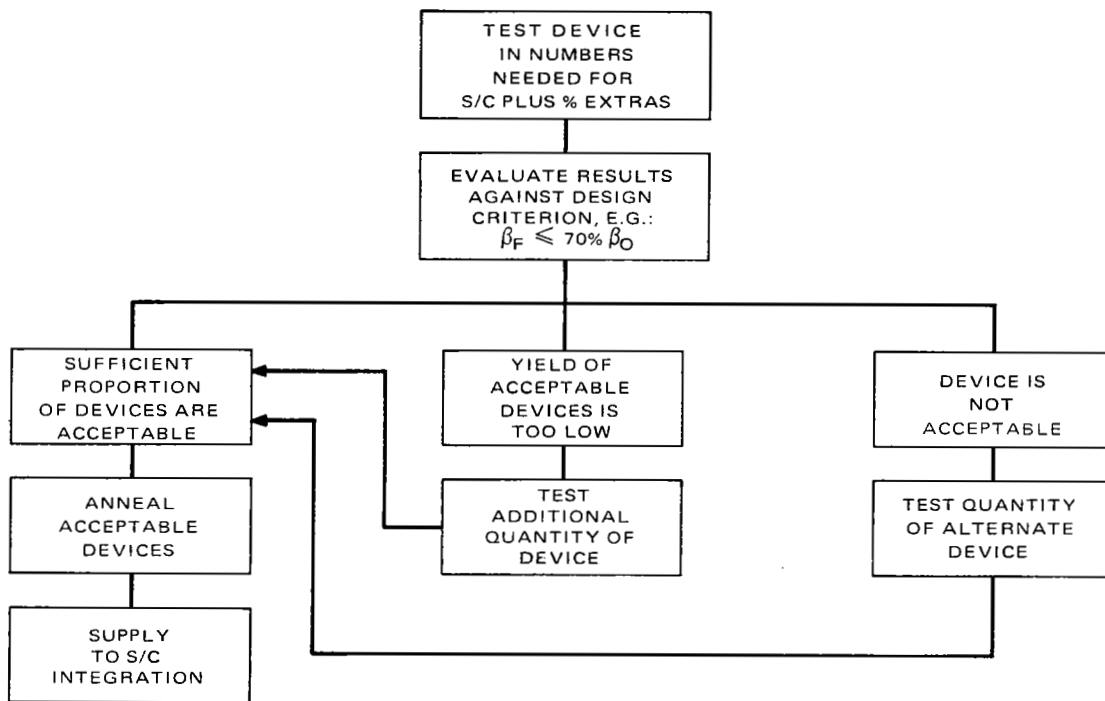 TEST DEVICE
IN NUMBERS
NEEDED FOR
S/C PLUS % EXTRAS
EVALUATE RESULTS
AGAINST DESIGN
CRITERION, E.G.:
βF ⩽ 70% βO
SUFFICIENT
PROPORTION
OF DEVICES ARE
ACCEPTABLE
YIELD OF
ACCEPTABLE
DEVICES IS
TOO LOW
DEVICE IS
NOT
ACCEPTABLE
ANNEAL
ACCEPTABLE
DEVICES
TEST
ADDITIONAL
QUANTITY OF
DEVICE
TEST QUANTITY
OF ALTERNATE
DEVICE
SUPPLY
TO S/C
INTEGRATION